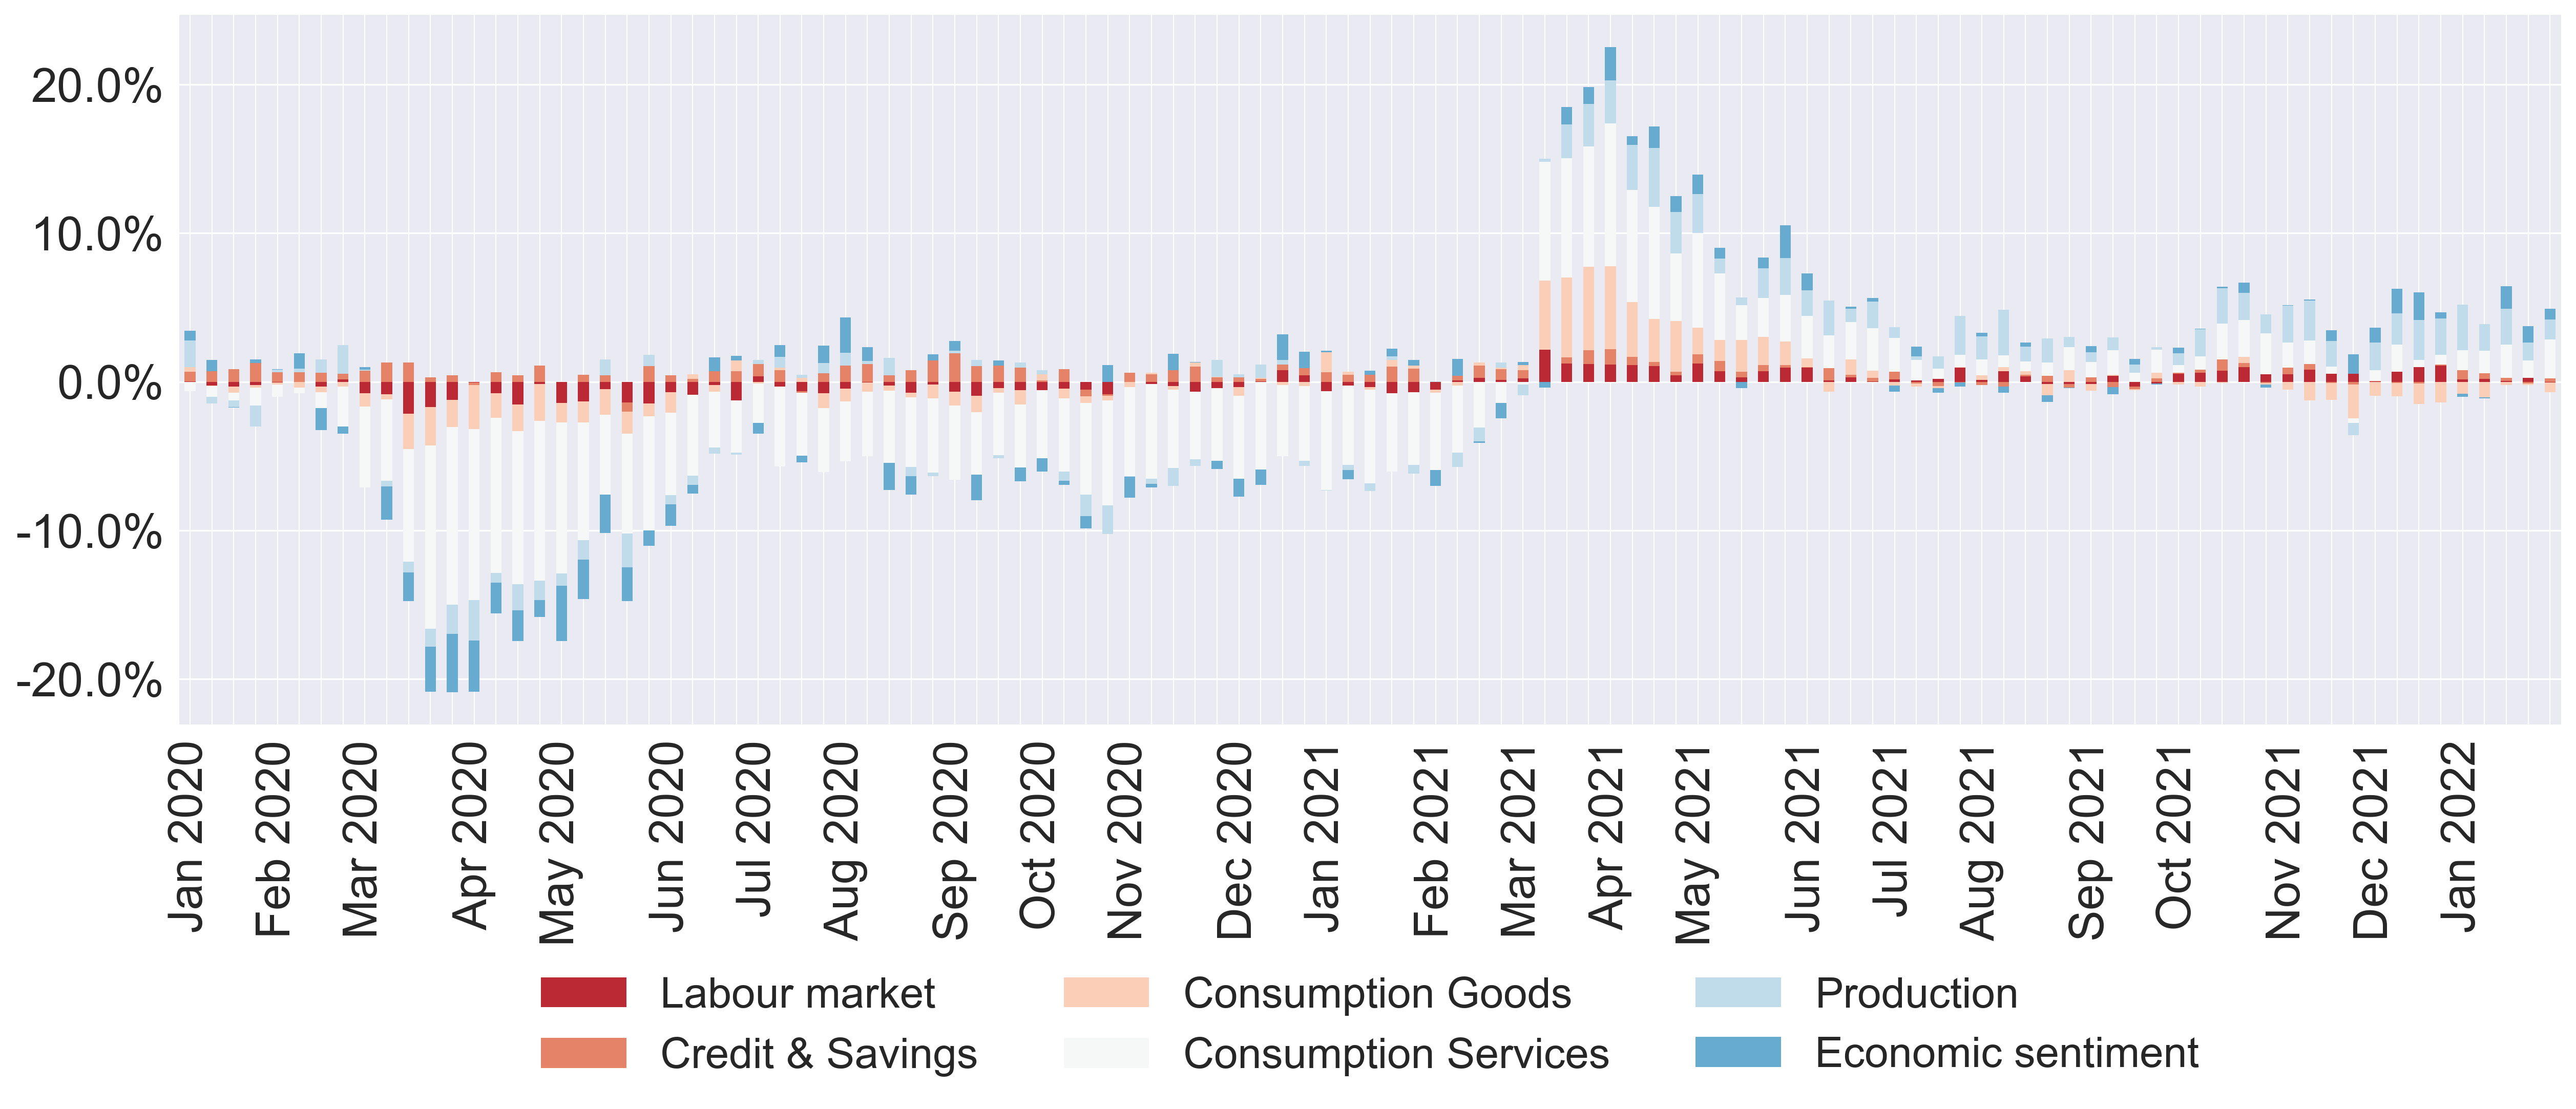 20.0%
10.0%
0.0%
-10.0%
-20.0%
Jan 2020
Feb 2020
Mar 2020
Apr 2020
May 2020
Jun 2020
Jul 2020
Aug 2020
Sep 2020
Oct 2020
Nov 2020
Dec 2020
Jan 2021
Feb 2021
Mar 2021
Apr 2021
May 2021
Jun 2021
Jul 2021
Aug 2021
Sep 2021
Oct 2021
Nov 2021
Dec 2021
Jan 2022
Labour market
Consumption Goods
Production
Credit & Savings
Consumption Services
Economic sentiment